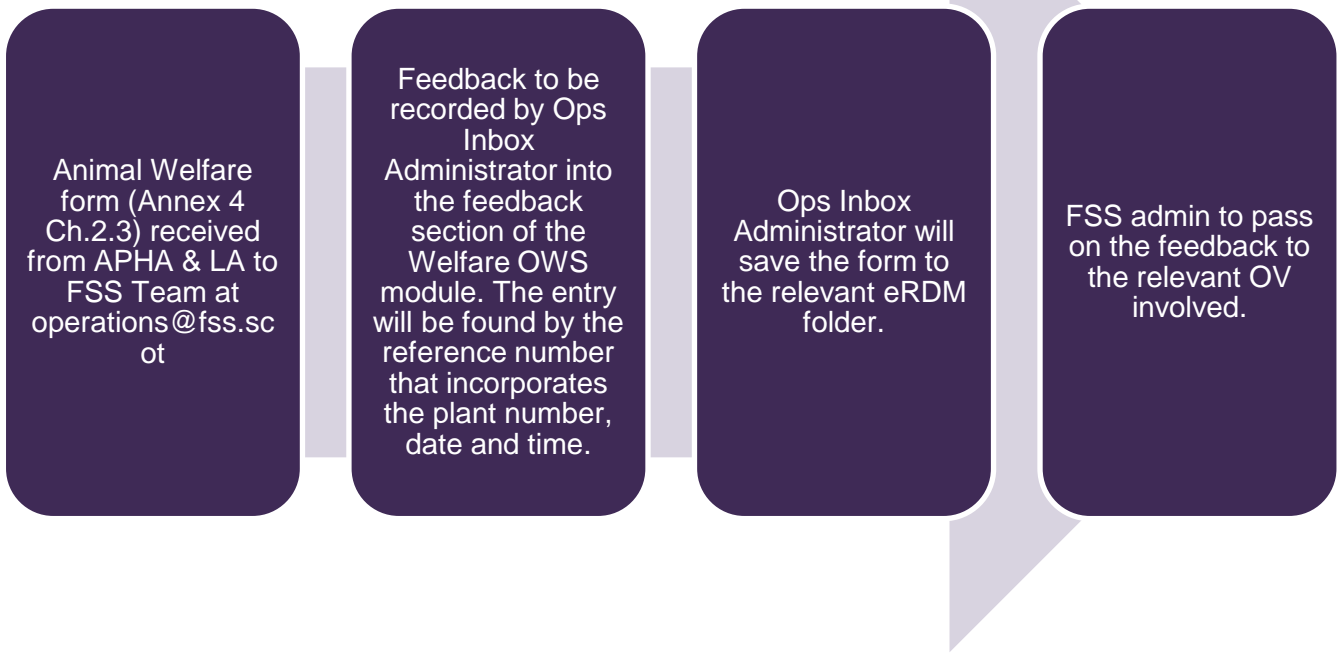 Animal Welfare
form (Annex 4
Ch.2.3) received
from APHA & LA to
FSS Team at
operations@fss.sc
ot
Feedback to be
recorded by Ops
Inbox
Administrator into
the feedback
section of the
Welfare OWS
module. The entry
will be found by the
reference number
that incorporates
the plant number,
date and time.
Ops Inbox
Administrator will
save the form to
the relevant eRDM
folder.
FSS admin to pass
on the feedback to
the relevant OV
involved.